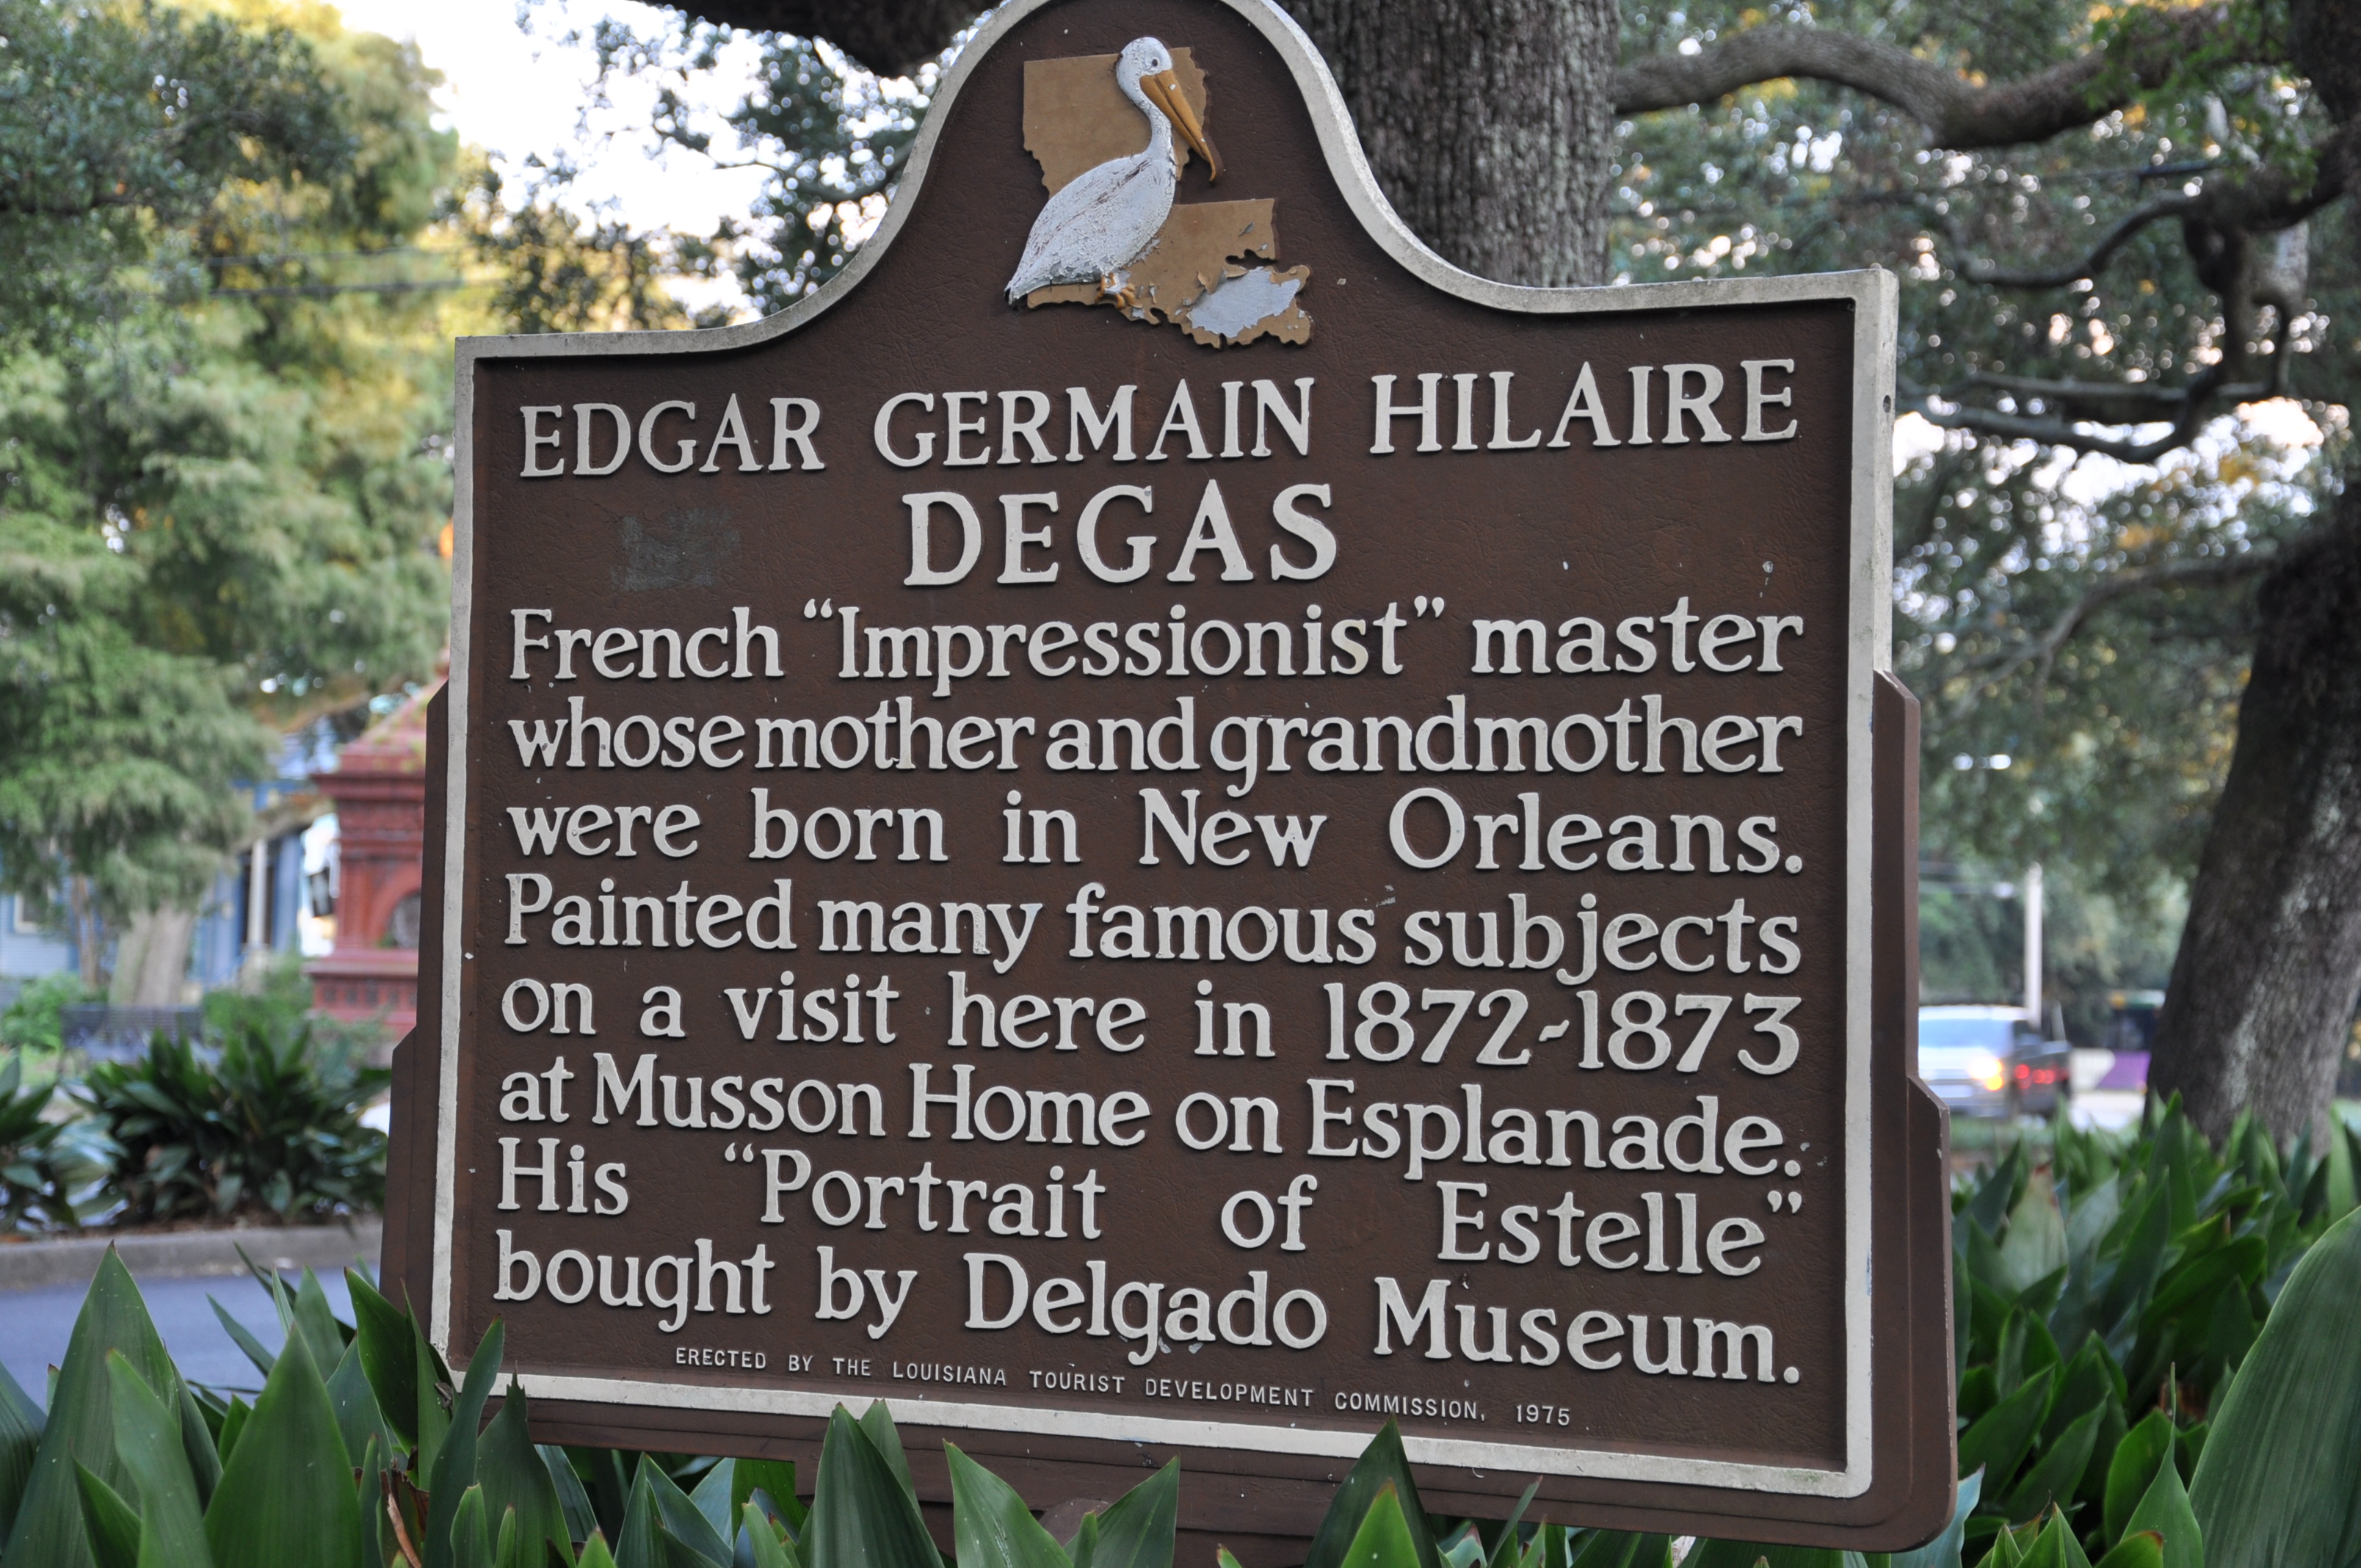 EDGAR GERMAIN HILAIRE
DEGAS
French “Impressionist” master
whose mother and grandmother
were born in New Orleans.
Painted many famous subjects
on a visit here in 1872-1873
at Musson Home on Esplanade.
His “Portrait of Estelle”
bought by Delgado Museum.
ERECTED BY THE LOUISIANA TOURIST DEVELOPMENT COMMISSION, 1975